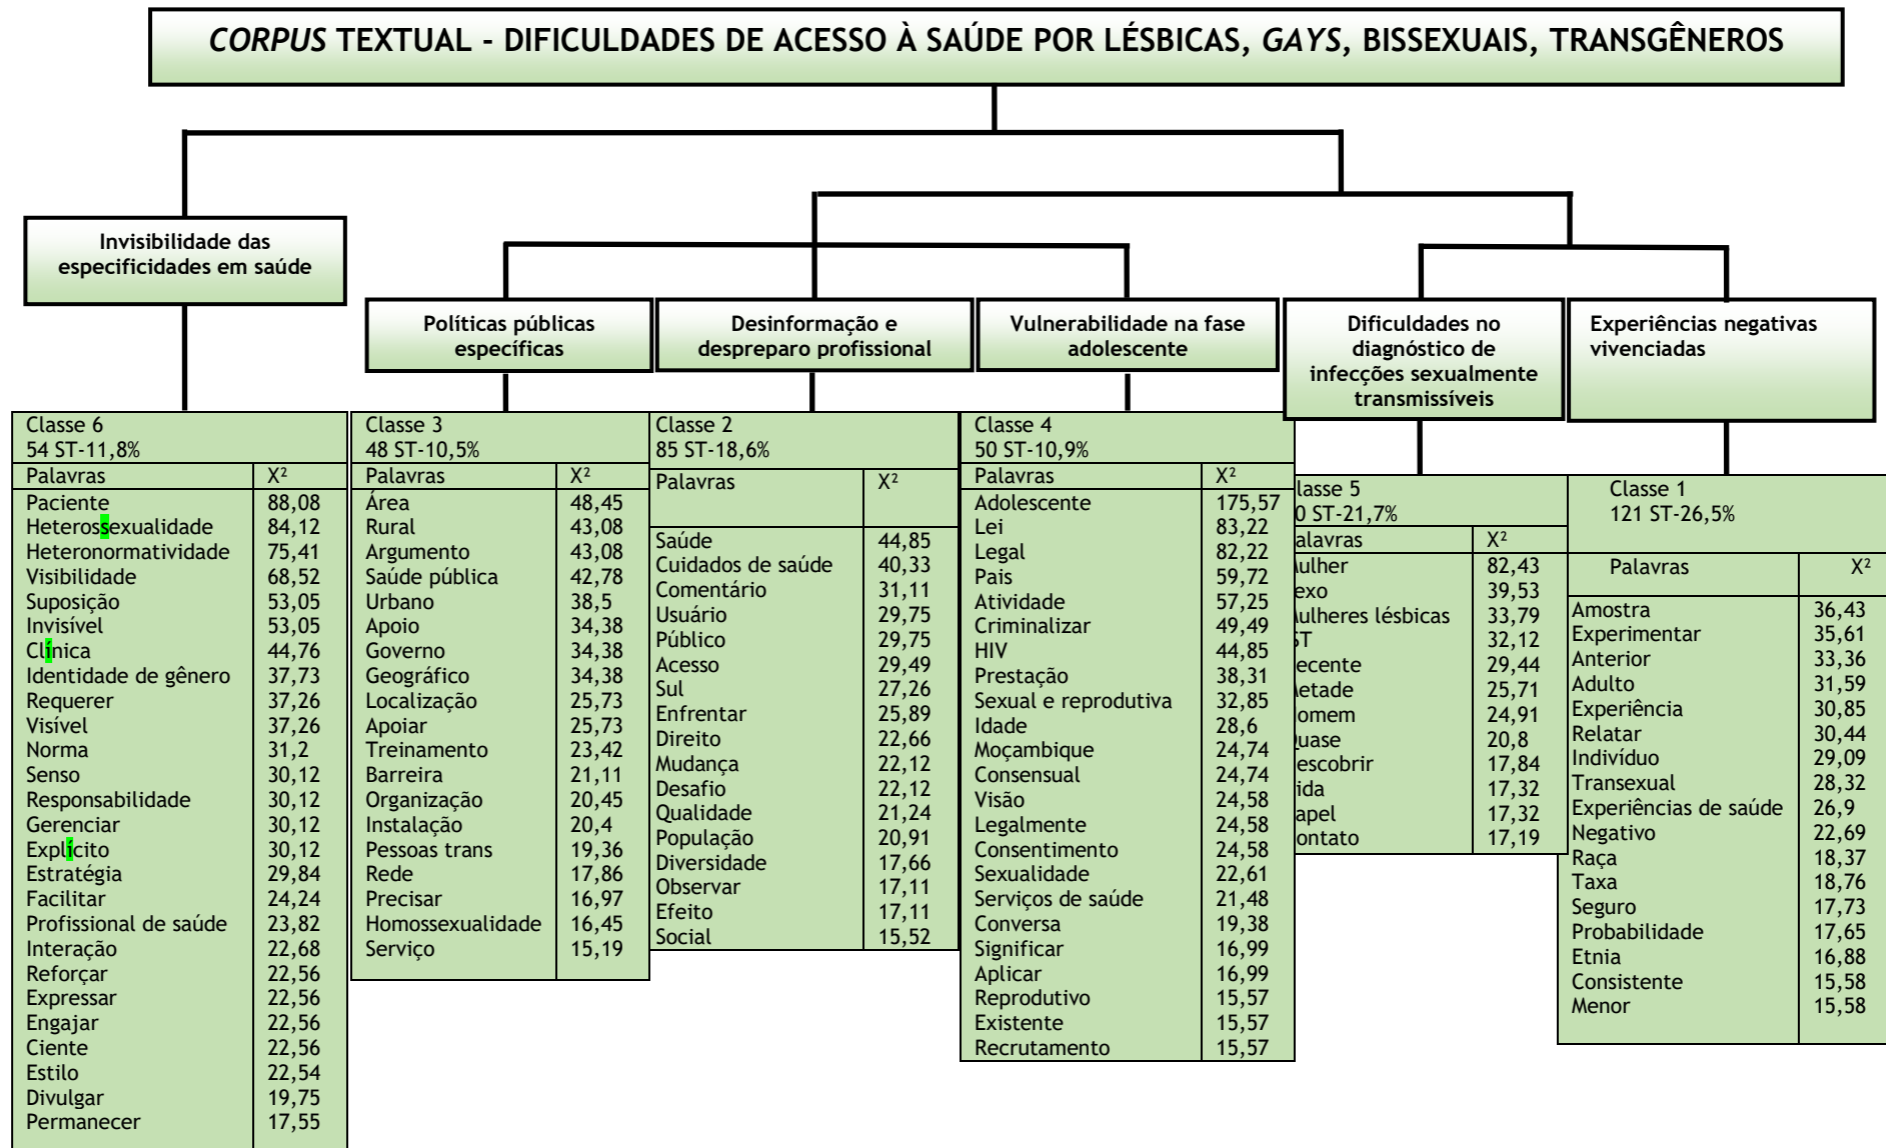 CORPUS TEXTUAL - DIFICULDADES DE ACESSO À SAÚDE POR LÉSBICAS, GAYS, BISSEXUAIS, TRANSGÊNEROS
Invisibilidade das
especificidades em saúde
Políticas públicas
específicas
Desinformação e
despreparo profissional
Vulnerabilidade na fase
adolescente
Dificuldades no
diagnóstico de
infecções sexualmente
transmissíveis
Experiências negativas
vivenciadas
Classe 6
54 ST-11,8%
Palavras X²
Paciente 88,08
Heterossexualidade 84,12
Heteronormatividade 75,41
Visibilidade 68,52
Suposição 53,05
Invisível 53,05
Clínica 44,76
Identidade de gênero 37,73
Requerer 37,26
Visível 37,26
Norma 31,2
Senso 30,12
Responsabilidade 30,12
Gerenciar 30,12
Explícito 30,12
Estratégia 29,84
Facilitar 24,24
Profissional de saúde 23,82
Interação 22,68
Reforçar 22,56
Expressar 22,56
Engajar 22,56
Ciente 22,56
Estilo 22,54
Divulgar 19,75
Permanecer 17,55
Classe 3
48 ST-10,5%
Palavras X²
Área 48,45
Rural 43,08
Argumento 43,08
Saúde pública 42,78
Urbano 38,5
Apoio 34,38
Governo 34,38
Geográfico 34,38
Localização 25,73
Apoiar 25,73
Treinamento 23,42
Barreira 21,11
Organização 20,45
Instalação 20,4
Pessoas trans 19,36
Rede 17,86
Precisar 16,97
Homossexualidade 16,45
Serviço 15,19
Classe 2
85 ST-18,6%
Palavras X²
Saúde 44,85
Cuidados de saúde 40,33
Comentário 31,11
Usuário 29,75
Público 29,75
Acesso 29,49
Sul 27,26
Enfrentar 25,89
Direito 22,66
Mudança 22,12
Desafio 22,12
Qualidade 21,24
População 20,91
Diversidade 17,66
Observar 17,11
Efeito 17,11
Social 15,52
Classe 4
50 ST-10,9%
Palavras X²
Adolescente 175,57
Lei 83,22
Legal 82,22
Pais 59,72
Atividade 57,25
Criminalizar 49,49
HIV 44,85
Prestação 38,31
Sexual e reprodutiva 32,85
Idade 28,6
Moçambique 24,74
Consensual 24,74
Visão 24,58
Legalmente 24,58
Consentimento 24,58
Sexualidade 22,61
Serviços de saúde 21,48
Conversa 19,38
Significar 16,99
Aplicar 16,99
Reprodutivo 15,57
Existente 15,57
Recrutamento 15,57
lasse 5
0 ST-21,7%
alavras X²
ulher 82,43
exo 39,53
ulheres lésbicas 33,79
ST 32,12
ecente 29,44
etade 25,71
omem 24,91
uase 20,8
escobrir 17,84
ida 17,32
apel 17,32
ontato 17,19
Classe 1
121 ST-26,5%
Palavras X²
Amostra 36,43
Experimentar 35,61
Anterior 33,36
Adulto 31,59
Experiência 30,85
Relatar 30,44
Indivíduo 29,09
Transexual 28,32
Experiências de saúde 26,9
Negativo 22,69
Raça 18,37
Taxa 18,76
Seguro 17,73
Probabilidade 17,65
Etnia 16,88
Consistente 15,58
Menor 15,58